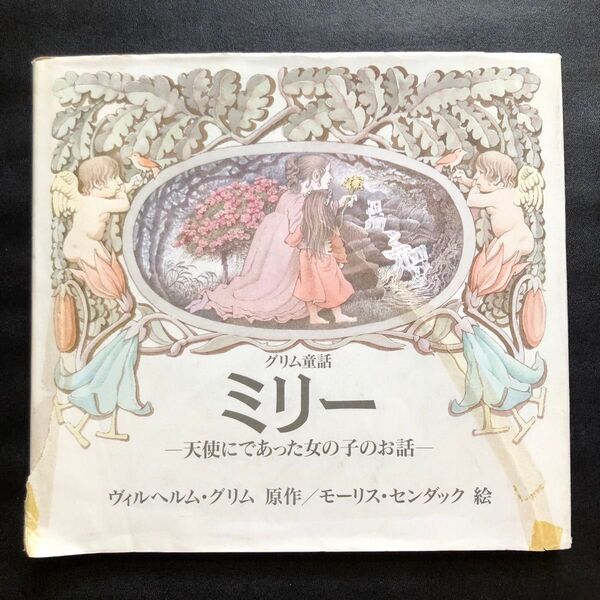 グリム童話
ミリー
―天使にであった女の子のお話―
ヴィルヘルム・グリム 原作／モーリス・センダック 絵